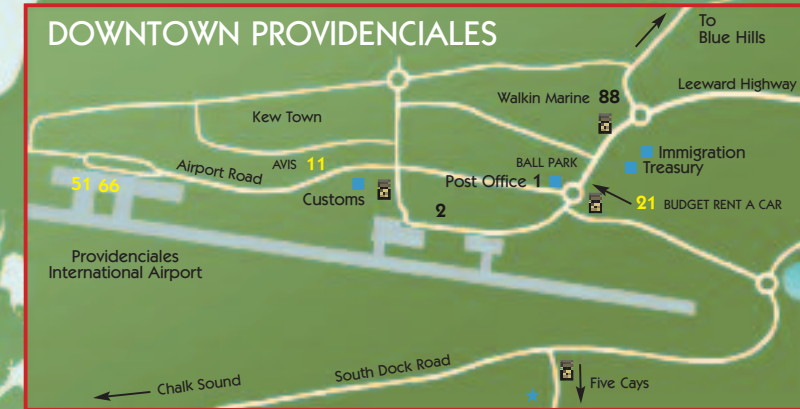 DOWNTOWN PROVIDENCIALES
To
Blue Hills
Leeward Highway
Walkin Marine 88
Kew Town
BALL PARK
Immigration
Treasury
AVIS 11
Airport Road
Post Office 1
51 66
Customs
2
21 BUDGET RENT A CAR
Providenciales
International Airport
South Dock Road
Chalk Sound
Five Cays